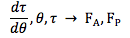 dτ/dθ, θ, τ → F_A, F_P